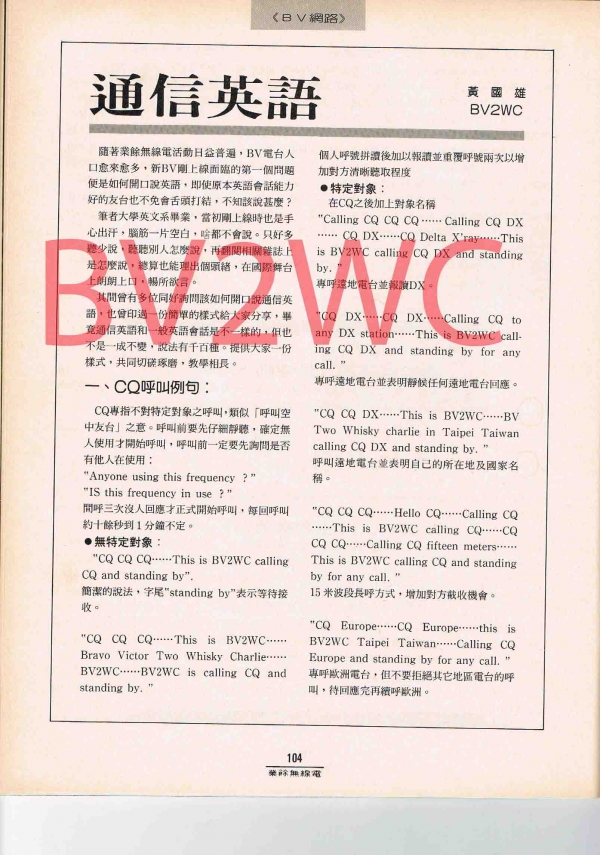 《BV網路》
通信英語
黃國雄
BV2WC
隨著業餘無線電活動日益普遍，BV電台人
口愈來愈多，新BV剛上線面臨的第一個問題
便是如何開口說英語，即使原本英語會話能力
好的友台也不免會舌頭打結，不知該說甚麼？
筆者大學英文系畢業，當初剛上線時也是手
心出汗，腦筋一片空白，啥都不會說。只好多
聽少說，聽聽別人怎麼說，再翻閱相關雜誌上
是怎麼說，總算也能理出個頭緒，在國際舞台
上朗朗上口，暢所欲言。
其間曾有多位同好詢問該如何開口說通信英
語，也曾印過一份簡單的樣式給大家分享，畢
竟通信英語和一般英語會話是不一樣的，但也
不是一成不變，說法有千百種。提供大家一份
樣式，共同切磋琢磨，教學相長。
一、CQ呼叫例句：
CQ專指不對特定對象之呼叫，類似「呼叫空
中友台」之意。呼叫前要先仔細靜聽，確定無
人使用才開始呼叫，呼叫前一定要先詢問是否
有他人在使用：
"Anyone using this frequency ？"
"IS this frequency in use ？"
間呼三次沒人回應才正式開始呼叫，每回呼叫
約十餘秒到1分鐘不定。
●無特定對象：
"CQ CQ CQ……This is BV2WC calling
CQ and standing by".
簡潔的說法，字尾"standing by"表示等待接
收。
"CQ CQ CQ……This is BV2WC……
Bravo Victor Two Whisky Charlie……
BV2WC……BV2WC is calling CQ and
standing by. "
個人呼號拼讀後加以報讀並重覆呼號兩次以增
加對方清晰聽取程度
●特定對象：
在CQ之後加上對象名稱
"Calling CQ CQ CQ…… Calling CQ DX
…… CQ DX……CQ Delta X'ray……This
is BV2WC calling CQ DX and standing
by. "
專呼遠地電台並報讀DX。
"CQ DX……CQ DX……Calling CQ to
any DX station……This is BV2WC call-
ing CQ DX and standing by for any
call. "
專呼遠地電台並表明靜候任何遠地電台回應。
"CQ CQ DX……This is BV2WC……BV
Two Whisky charlie in Taipei Taiwan
calling CQ DX and standing by. "
呼叫遠地電台並表明自己的所在地及國家名
稱。
"CQ CQ CQ……Hello CQ……Calling CQ
……This is BV2WC calling CQ……CQ
CQ CQ……Calling CQ fifteen meters……
This is BV2WC calling CQ and standing
by for any call. "
15米波段長呼方式，增加對方截收機會。
"CQ Europe……CQ Europe……this is
BV2WC Taipei Taiwan……Calling CQ
Europe and standing by for any call. "
專呼歐洲電台，但不要拒絕其它地區電台的呼
叫，待回應完再續呼歐洲。
BV2WC
104
業餘無線電